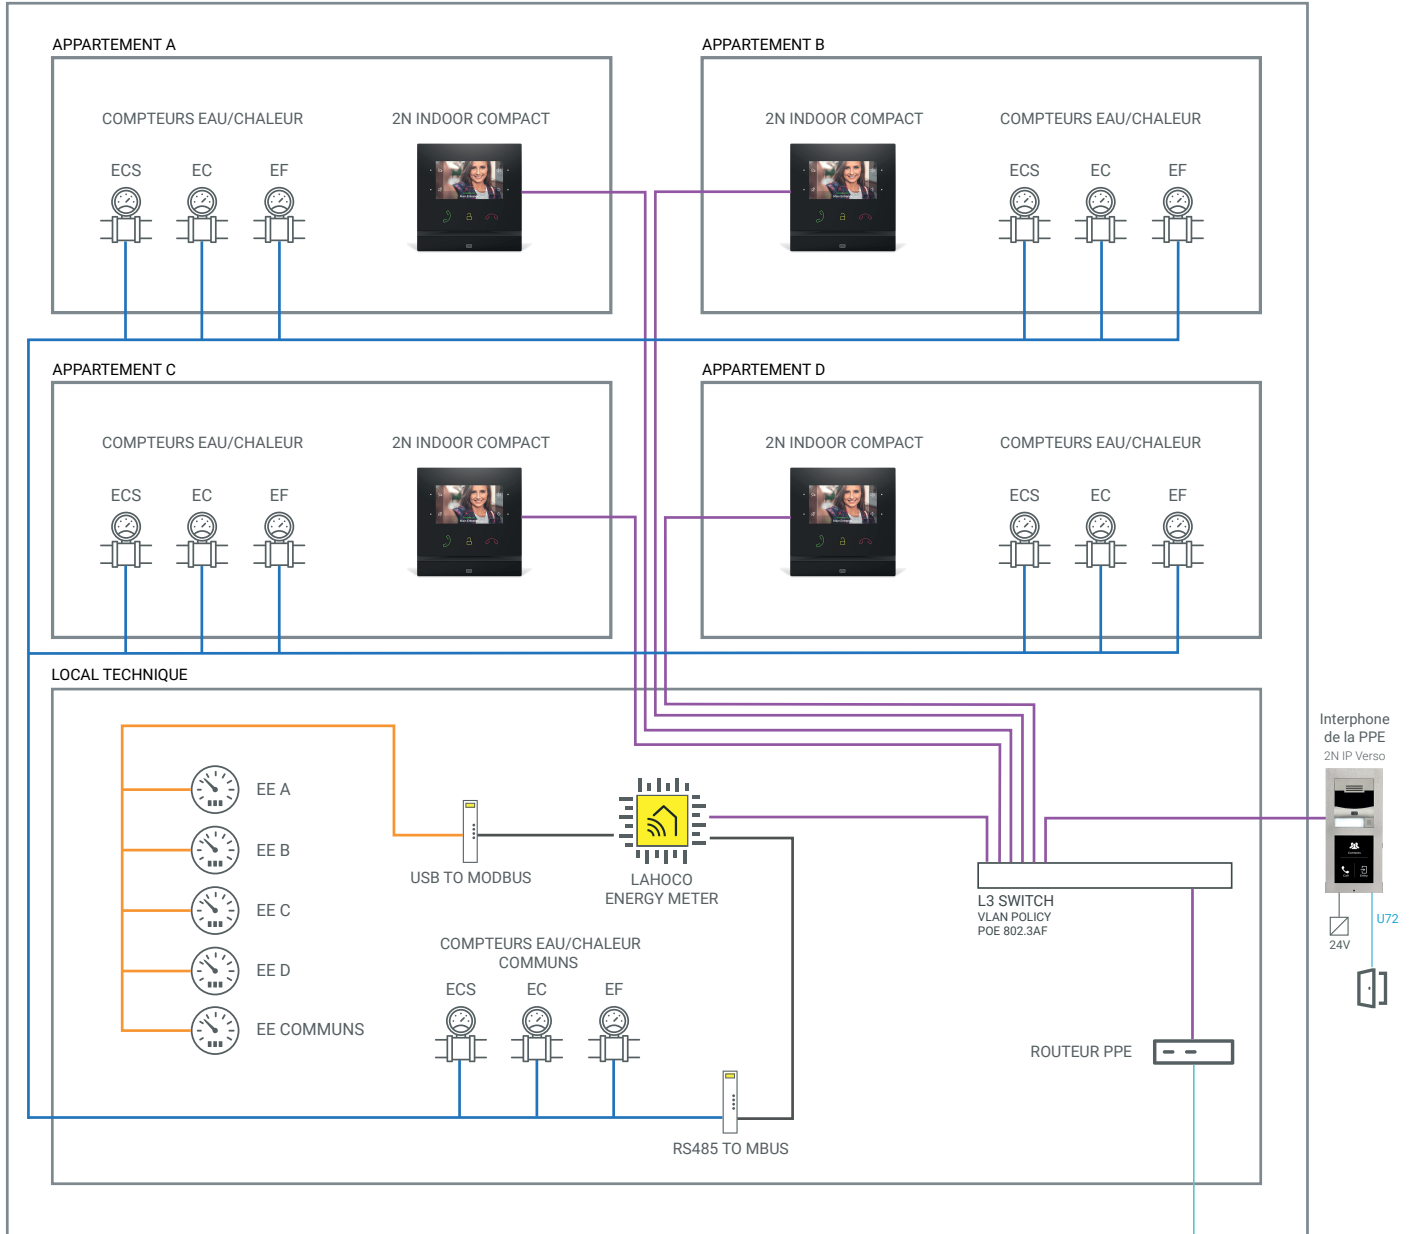 APPARTEMENT A
COMPTEURS EAU/CHALEUR
2N INDOOR COMPACT
ECS
EC
EF
APPARTEMENT B
2N INDOOR COMPACT
COMPTEURS EAU/CHALEUR
ECS
EC
EF
APPARTEMENT C
COMPTEURS EAU/CHALEUR
2N INDOOR COMPACT
ECS
EC
EF
APPARTEMENT D
2N INDOOR COMPACT
COMPTEURS EAU/CHALEUR
ECS
EC
EF
LOCAL TECHNIQUE
EE A
EE B
EE C
EE D
EE COMMUNS
USB TO MODBUS
LAHOCO
ENERGY METER
COMPTEURS EAU/CHALEUR
COMMUNS
ECS
EC
EF
RS485 TO MBUS
L3 SWITCH
VLAN POLICY
POE 802.3AF
ROUTEUR PPE
Interphone
de la PPE
2N IP Verso
U72
24V